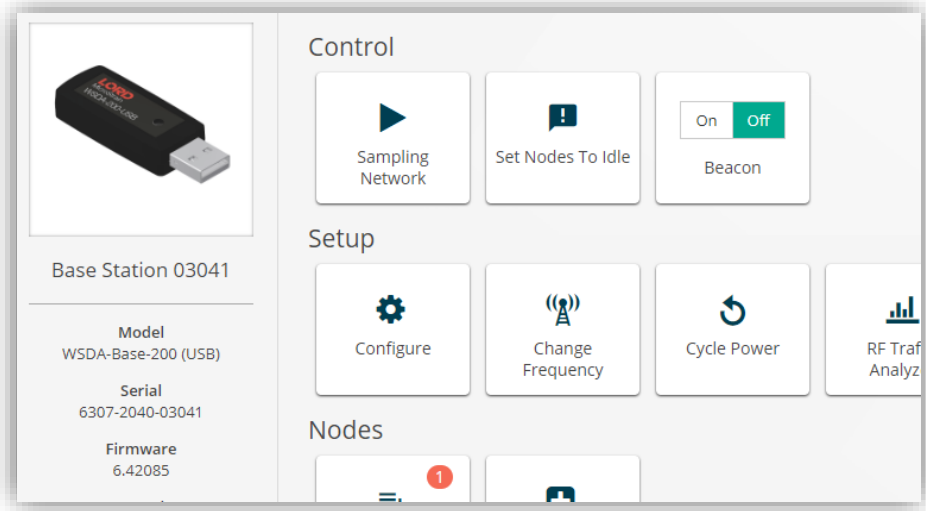 LORD
MicroStrain
WSDA-200-USB
Base Station 03041
Model
WSDA-Base-200 (USB)
Serial
6307-2040-03041
Firmware
6.42085
Control
Sampling
Network
Set Nodes To Idle
On Off
Beacon
Setup
Configure
Change
Frequency
Cycle Power
RF Traf
Analyz
Nodes
1